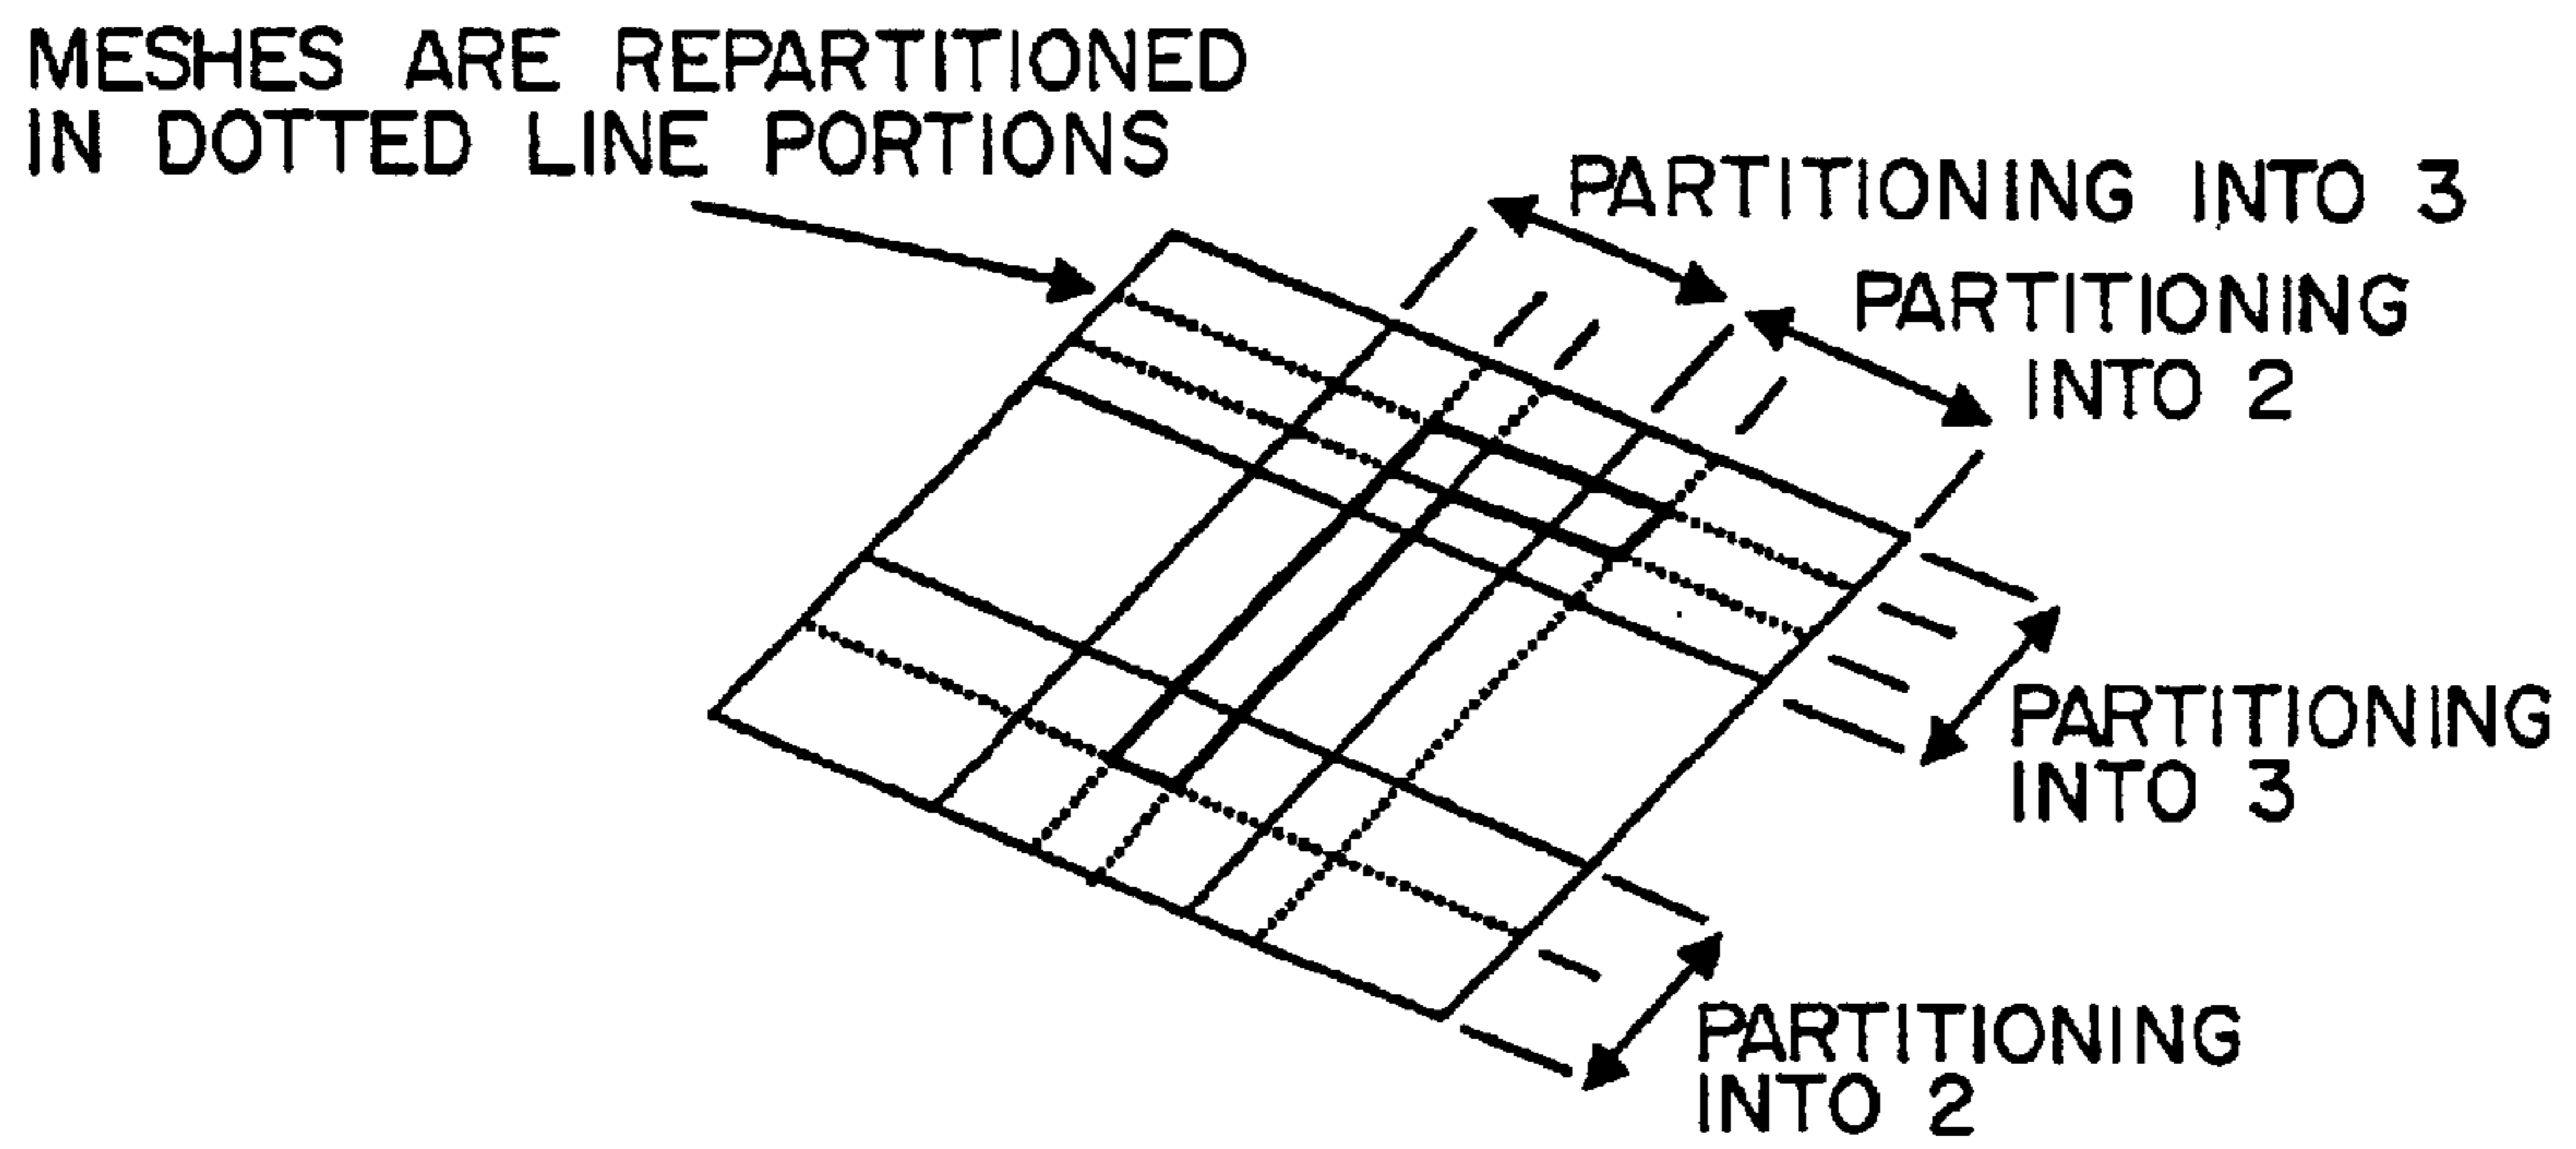 MESHES ARE REPARTITIONED
IN DOTTED LINE PORTIONS
PARTITIONING INTO 3
PARTITIONING
INTO 2
PARTITIONING
INTO 3
PARTITIONING
INTO 2